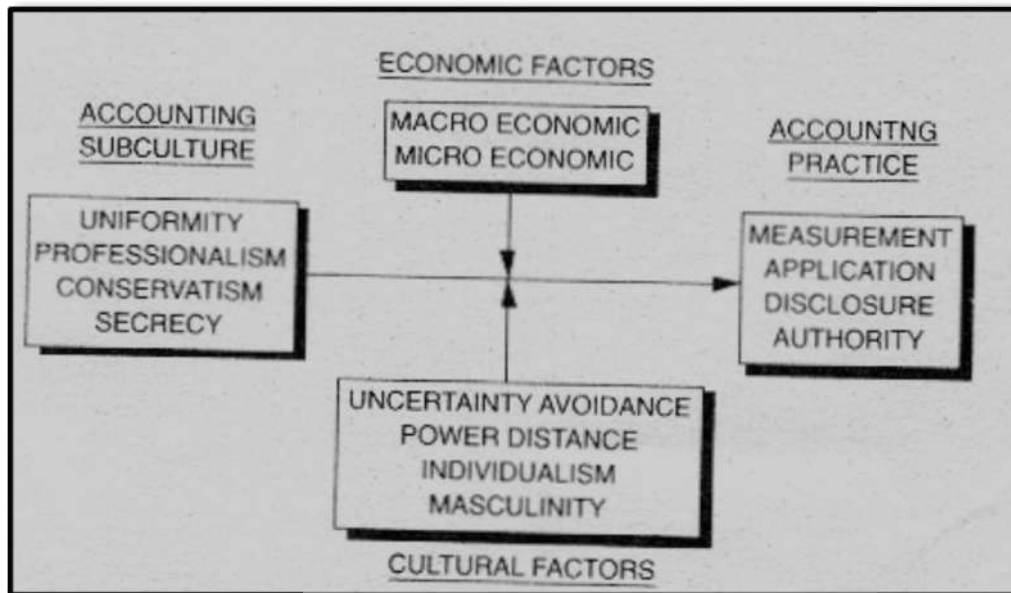 ECONOMIC FACTORS
MACRO ECONOMIC
MICRO ECONOMIC
ACCOUNTING
SUBCULTURE
UNIFORMITY
PROFESSIONALISM
CONSERVATISM
SECRECY
ACCOUNTNG
PRACTICE
MEASUREMENT
APPLICATION
DISCLOSURE
AUTHORITY
UNCERTAINTY AVOIDANCE
POWER DISTANCE
INDIVIDUALISM
MASCULINITY
CULTURAL FACTORS